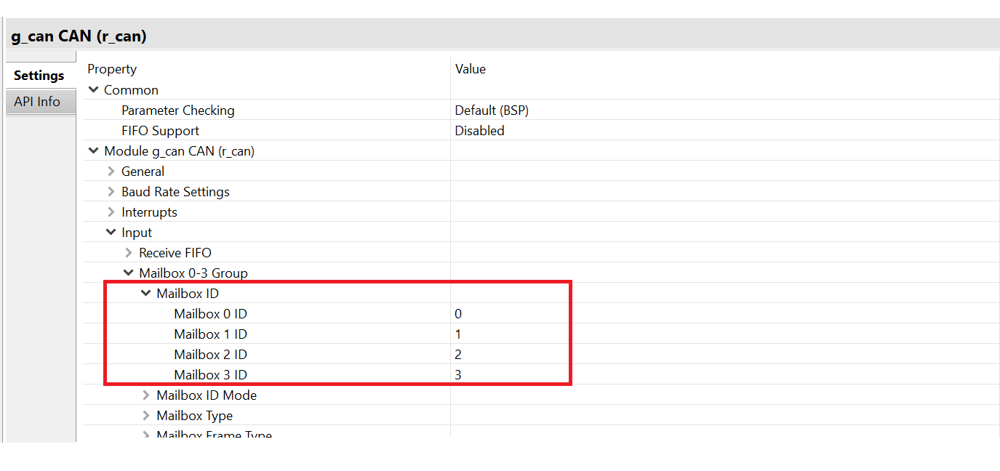 g_can CAN (r_can)
Settings
API Info
Property Value
Common
Parameter Checking Default (BSP)
FIFO Support Disabled
Module g_can CAN (r_can)
General
Baud Rate Settings
Interrupts
Input
Receive FIFO
Mailbox 0-3 Group
Mailbox ID
Mailbox 0 ID 0
Mailbox 1 ID 1
Mailbox 2 ID 2
Mailbox 3 ID 3
Mailbox ID Mode
Mailbox Type
Mailbox Frame Type